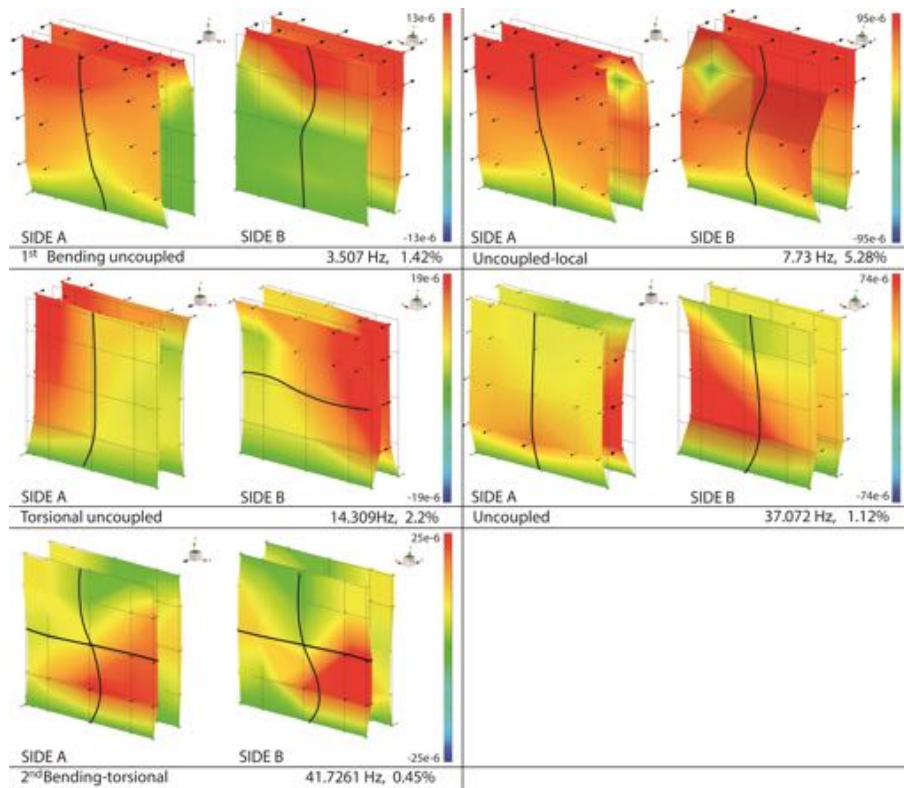 13e-6
95e-6
SIDE A
SIDE B
-13e-6
SIDE A
SIDE B
-95e-6
1st Bending uncoupled
3.507 Hz, 1.42%
Uncoupled-local
7.73 Hz, 5.28%
19e-6
74e-6
SIDE A
SIDE B
-19e-6
SIDE A
SIDE B
-74e-6
Torsional uncoupled
14.309Hz, 2.2%
Uncoupled
37.072 Hz, 1.12%
25e-6
SIDE A
SIDE B
-25e-6
2nd Bending-torsional
41.7261 Hz, 0.45%